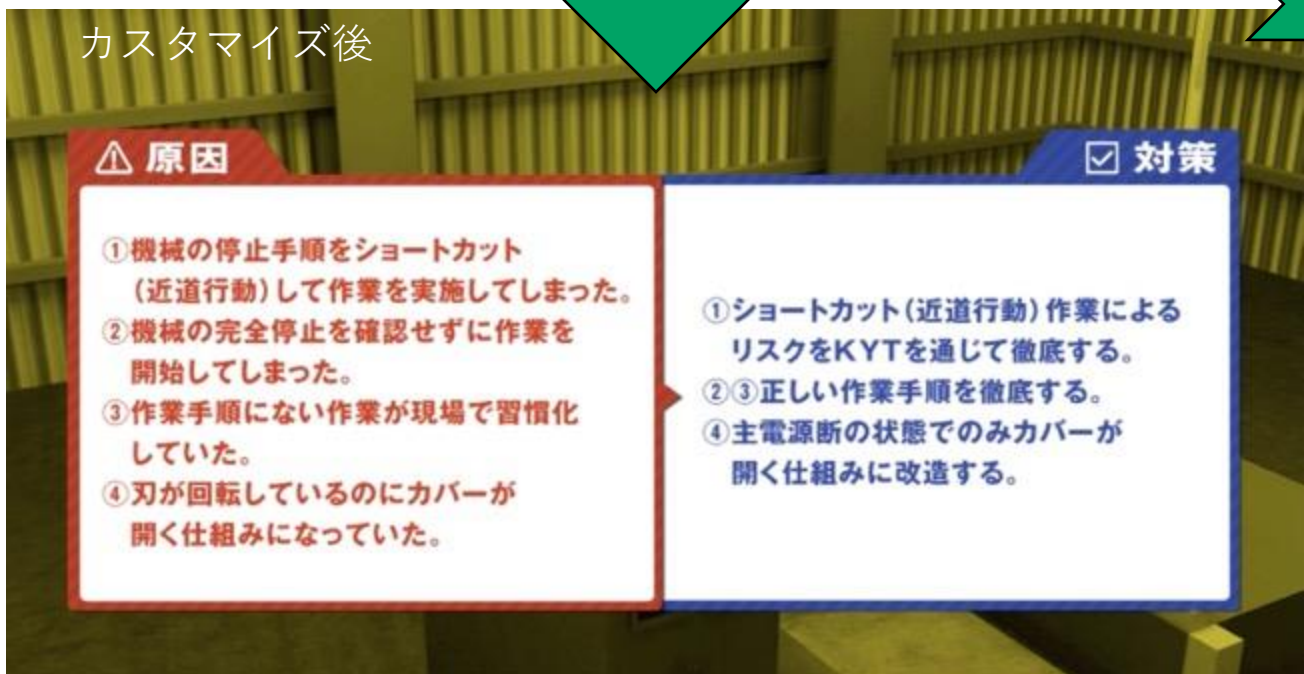 カスタマイズ後
原因
①機械の停止手順をショートカット
（近道行動）して作業を実施してしまった。
②機械の完全停止を確認せずに作業を
開始してしまった。
③作業手順にない作業が現場で習慣化
していた。
④刃が回転しているのにカバーが
開く仕組みになっていた。
対策
①ショートカット（近道行動）作業による
リスクをKYTを通じて徹底する。
②③正しい作業手順を徹底する。
④主電源断の状態でのみカバーが
開く仕組みに改造する。